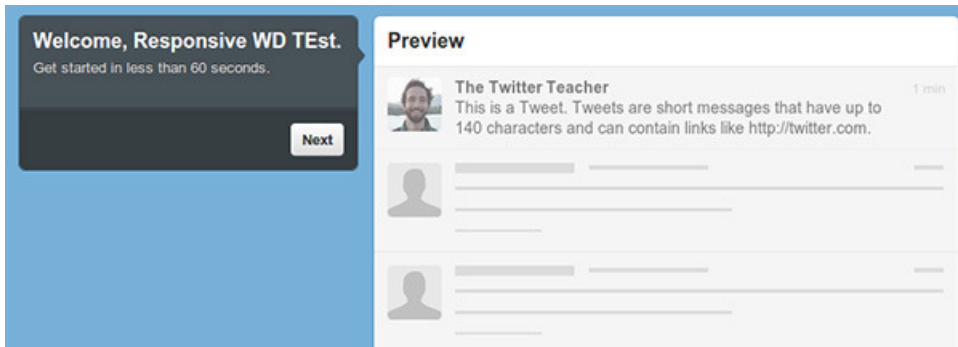 Welcome, Responsive WD TEst.
Get started in less than 60 seconds.
Next
Preview
The Twitter Teacher
1 min
This is a Tweet. Tweets are short messages that have up to
140 characters and can contain links like http://twitter.com.